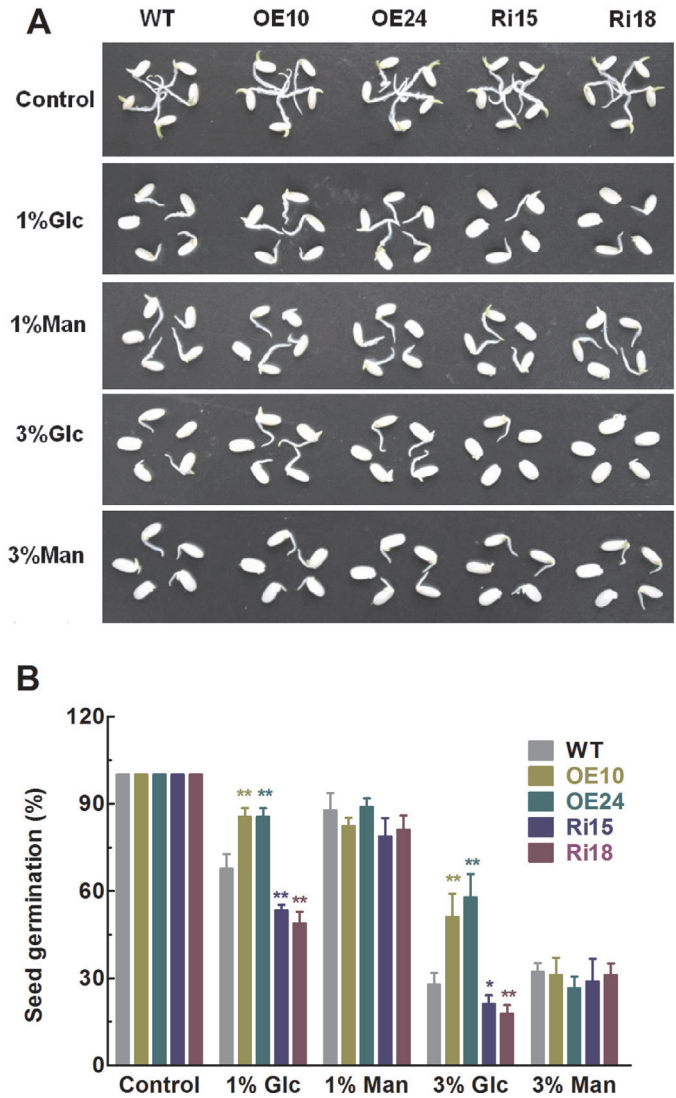 A
WT OE10 OE24 Ri15 Ri18
Control
1%Glc
1%Man
3%Glc
3%Man
B
120
90
60
30
0
Seed germination (%)
** **
** **
** **
* **
WT
OE10
OE24
Ri15
Ri18
Control 1% Glc 1% Man 3% Glc 3% Man